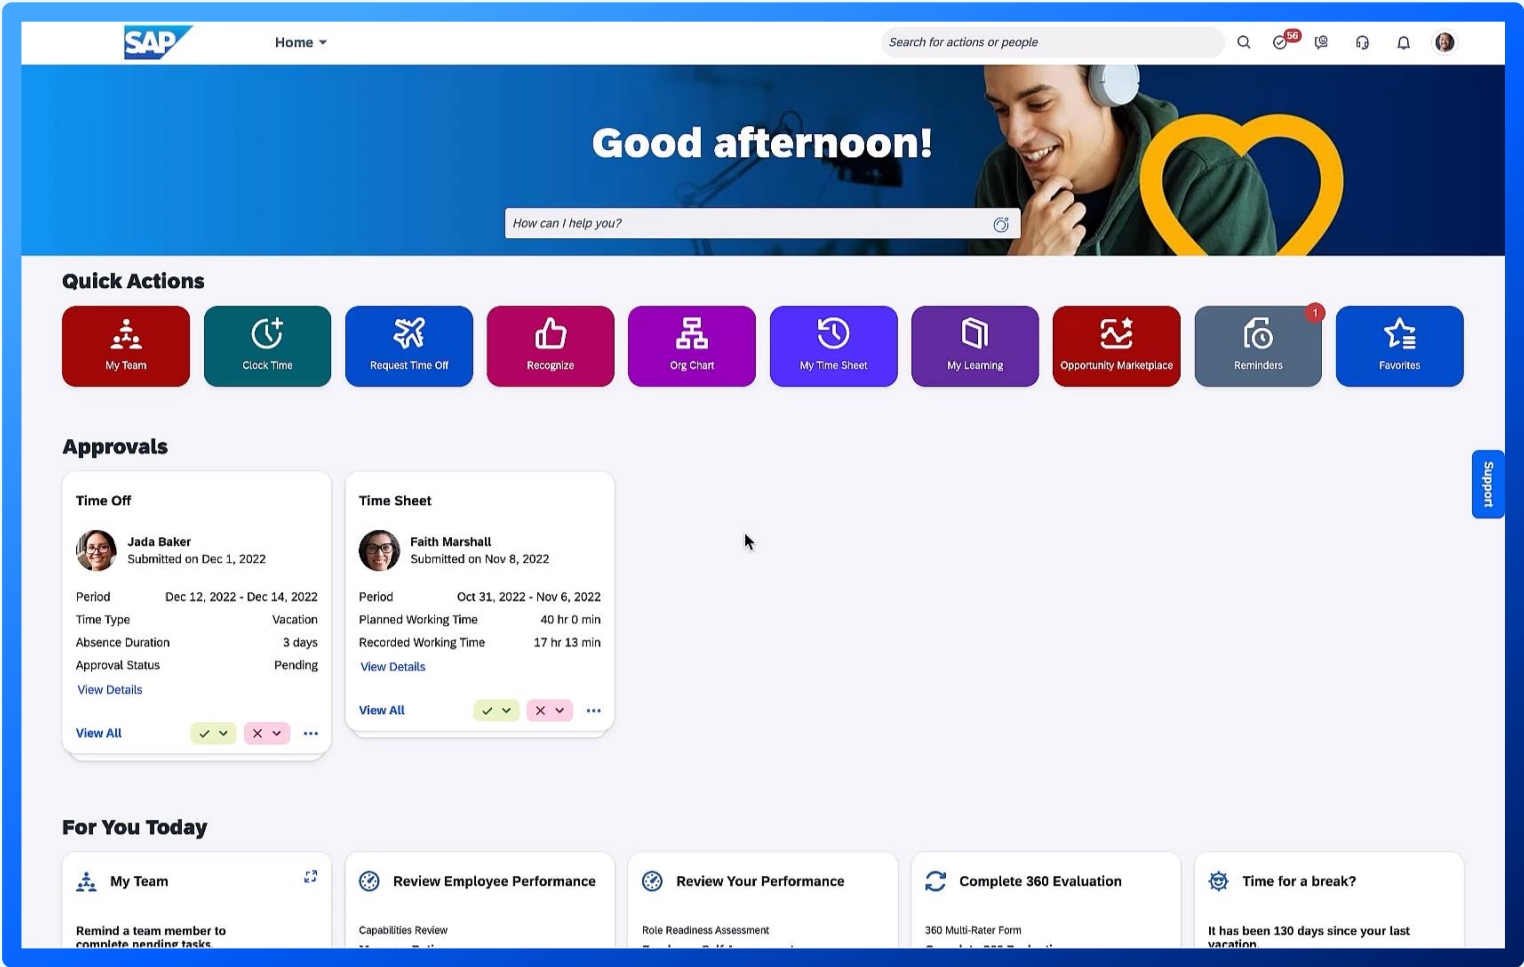 SAP
Home
Search for actions or people
56
Good afternoon!
How can I help you?
Quick Actions
My Team
Clock Time
Request Time Off
Recognize
Org Chart
My Time Sheet
My Learning
Opportunity Marketplace
1
Reminders
Favorites
Approvals
Time Off
Jada Baker
Submitted on Dec 1, 2022
Period Dec 12, 2022 - Dec 14, 2022
Time Type Vacation
Absence Duration 3 days
Approval Status Pending
View Details
View All
Time Sheet
Faith Marshall
Submitted on Nov 8, 2022
Period Oct 31, 2022 - Nov 6, 2022
Planned Working Time 40 hr 0 min
Recorded Working Time 17 hr 13 min
View Details
View All
Support
For You Today
My Team
Remind a team member to
complete pending tasks.
Review Employee Performance
Capabilities Review
Review Your Performance
Role Readiness Assessment
Complete 360 Evaluation
360 Multi-Rater Form
Time for a break?
It has been 130 days since your last
vacation.